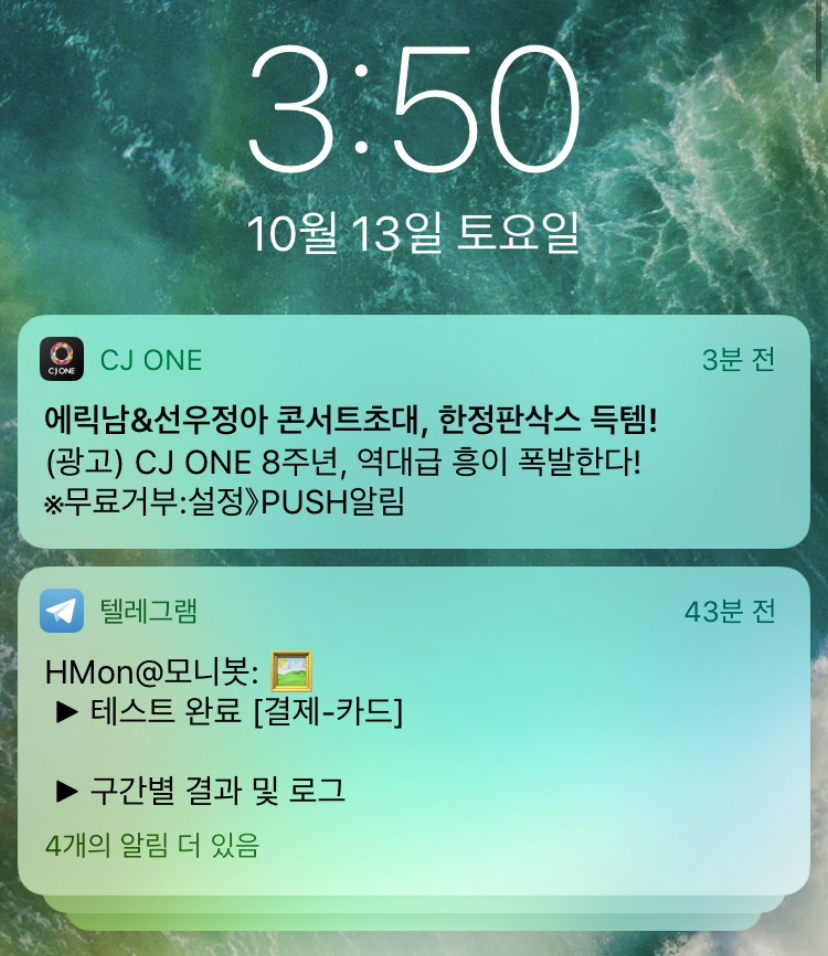 3:50
10월 13일 토요일
CJ ONE
CJ ONE 3분 전
에릭남&선우정아 콘서트초대, 한정판삭스 득템!
(광고) CJ ONE 8주년, 역대급 흥이 폭발한다!
※무료거부:설정》PUSH알림
텔레그램 43분 전
HMon@모니봇: 🖼
▶ 테스트 완료 [결제-카드]
▶ 구간별 결과 및 로그
4개의 알림 더 있음